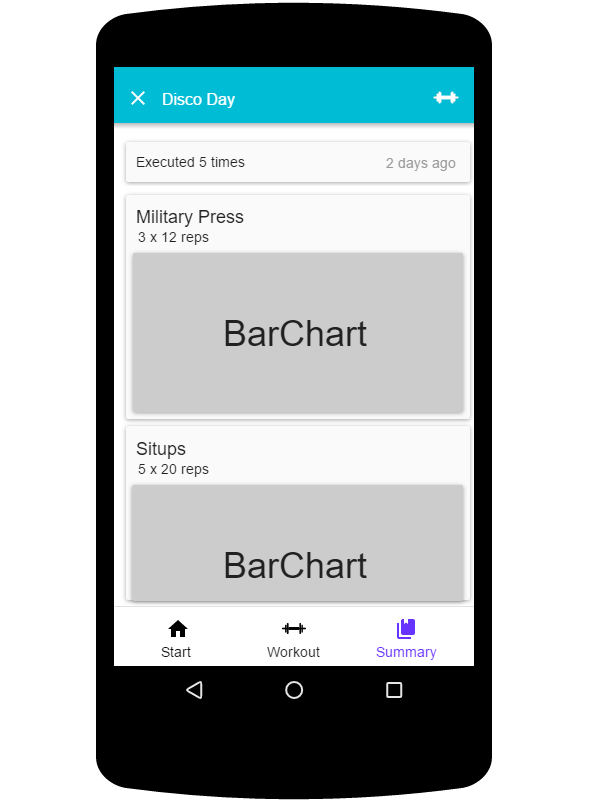 Disco Day
Executed 5 times 2 days ago
Military Press
3 x 12 reps
BarChart
Situps
5 x 20 reps
BarChart
Start Workout Summary